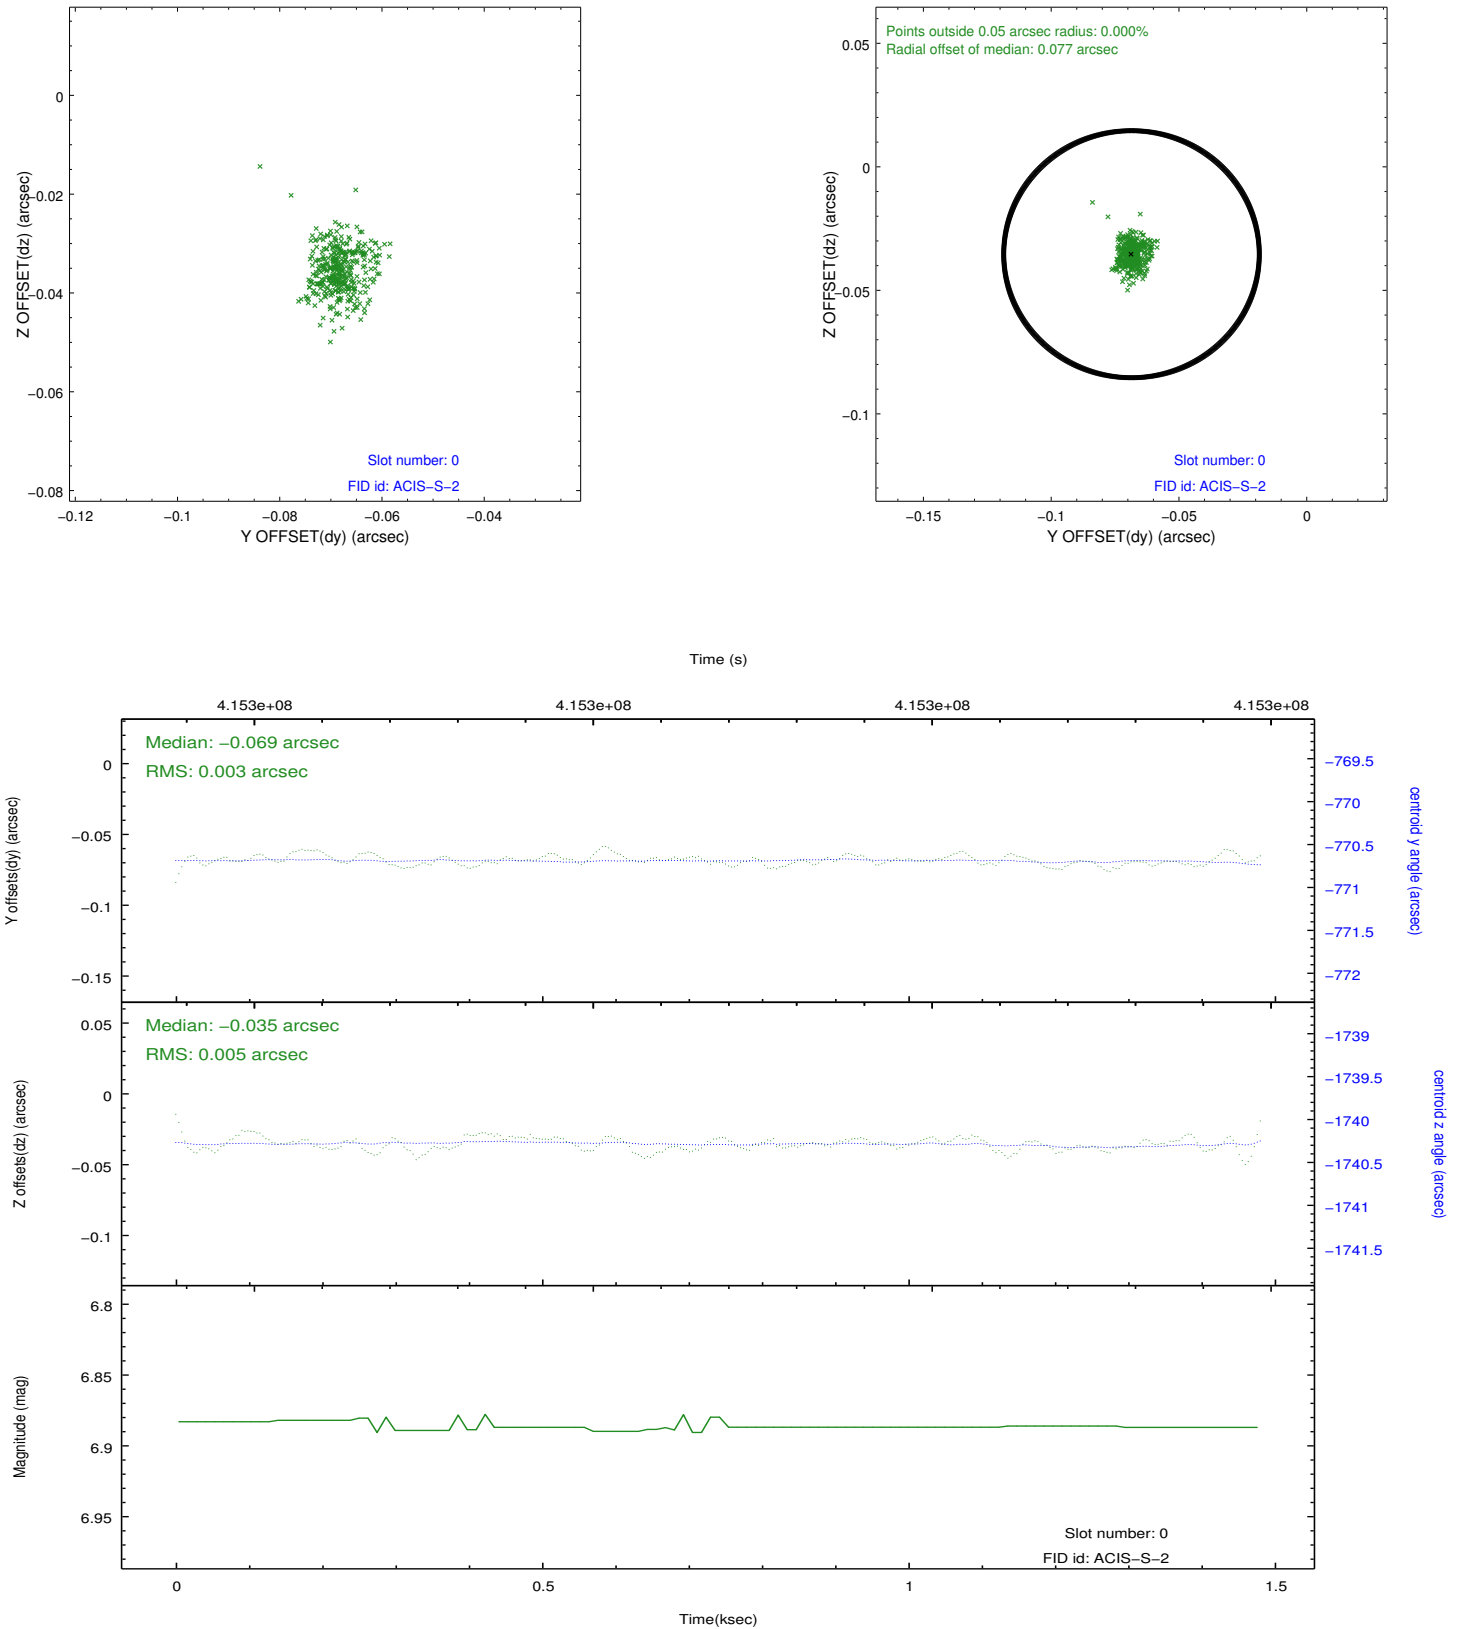 0
−0.02
−0.04
−0.06
−0.08
Z OFFSET(dz) (arcsec)
Slot number: 0
FID id: ACIS−S−2
−0.12
−0.1
−0.08
−0.06
−0.04
Y OFFSET(dy) (arcsec)
Points outside 0.05 arcsec radius: 0.000%
Radial offset of median: 0.077 arcsec
0.05
0
−0.05
−0.1
Z OFFSET(dz) (arcsec)
Slot number: 0
FID id: ACIS−S−2
−0.15
−0.1
−0.05
0
Y OFFSET(dy) (arcsec)
Time (s)
4.153e+08
4.153e+08
4.153e+08
4.153e+08
Median: −0.069 arcsec
RMS: 0.003 arcsec
0
−0.05
−0.1
−0.15
Y offsets(dy) (arcsec)
−769.5
−770
−770.5
−771
−771.5
−772
centroid y angle (arcsec)
Median: −0.035 arcsec
RMS: 0.005 arcsec
0.05
0
−0.05
−0.1
Z offsets(dz) (arcsec)
−1739
−1739.5
−1740
−1740.5
−1741
−1741.5
centroid z angle (arcsec)
6.8
6.85
6.9
6.95
Magnitude (mag)
Slot number: 0
FID id: ACIS−S−2
0
0.5
1
1.5
Time(ksec)